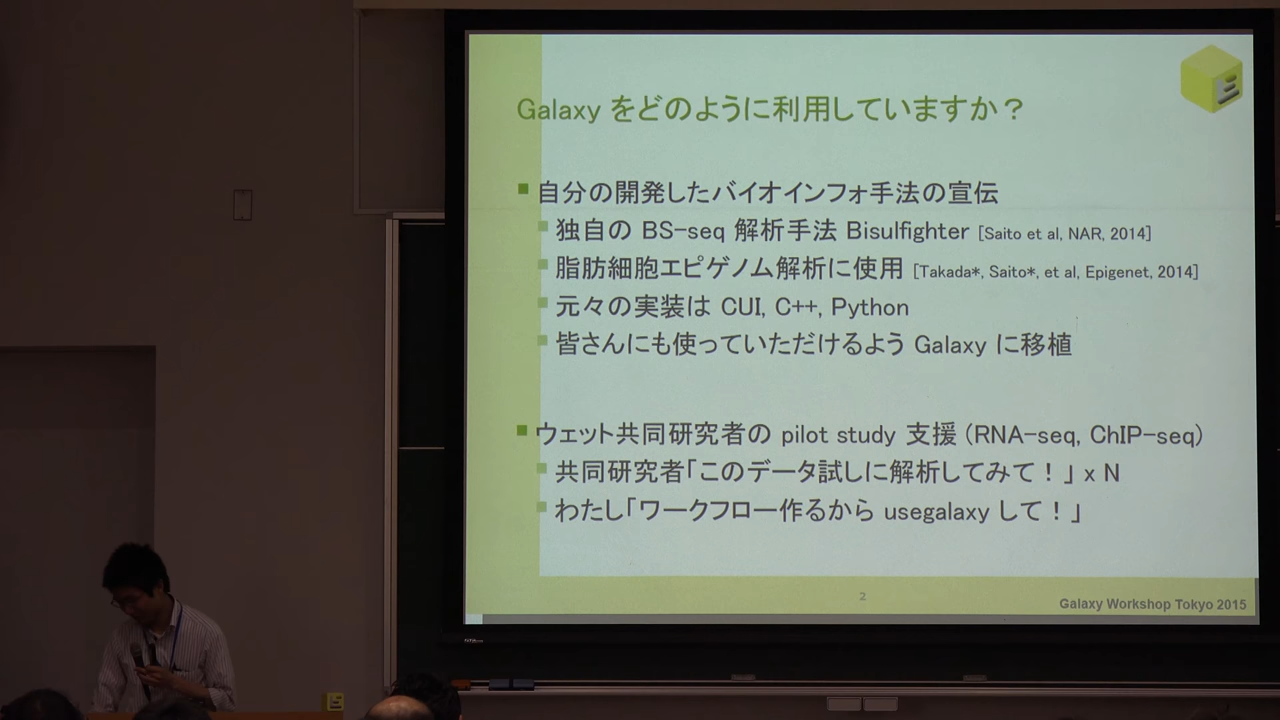 Galaxy をどのように利用していますか？
自分の開発したバイオインフォ手法の宣伝
独自の BS-seq 解析手法 Bisulfighter [Saito et al, NAR, 2014]
脂肪細胞エピゲノム解析に使用 [Takada*, Saito*, et al, Epigenet, 2014]
元々の実装は CUI, C++, Python
皆さんにも使っていただけるよう Galaxy に移植
ウェット共同研究者の pilot study 支援 (RNA-seq, ChIP-seq)
共同研究者「このデータ試しに解析してみて！」 x N
わたし「ワークフロー作るから usegalaxy して！」
2
Galaxy Workshop Tokyo 2015